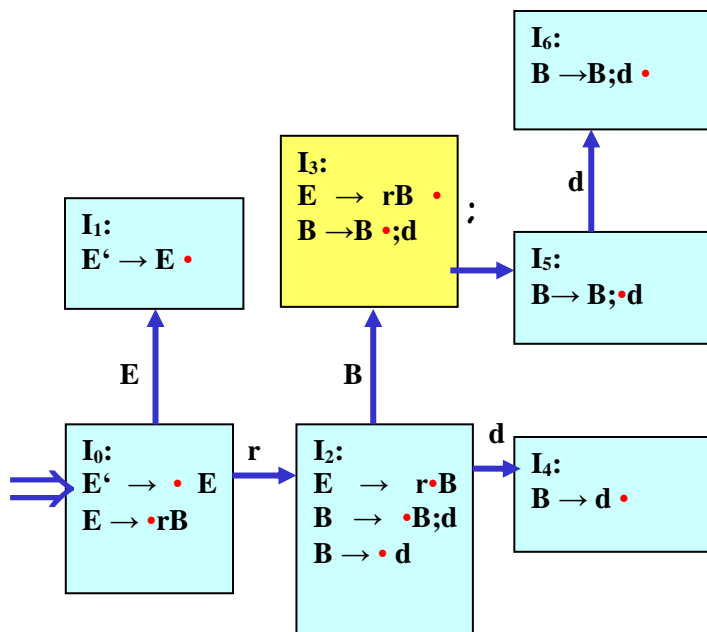 I₆:
B →B;d •
I₃:
E → rB •
B →B •;d
;
d
I₁:
E‘ → E •
I₅:
B→ B;•d
E
B
I₀:
E‘ → • E
E → •rB
r
I₂:
E → r•B
B → •B;d
B → • d
d
I₄:
B → d •